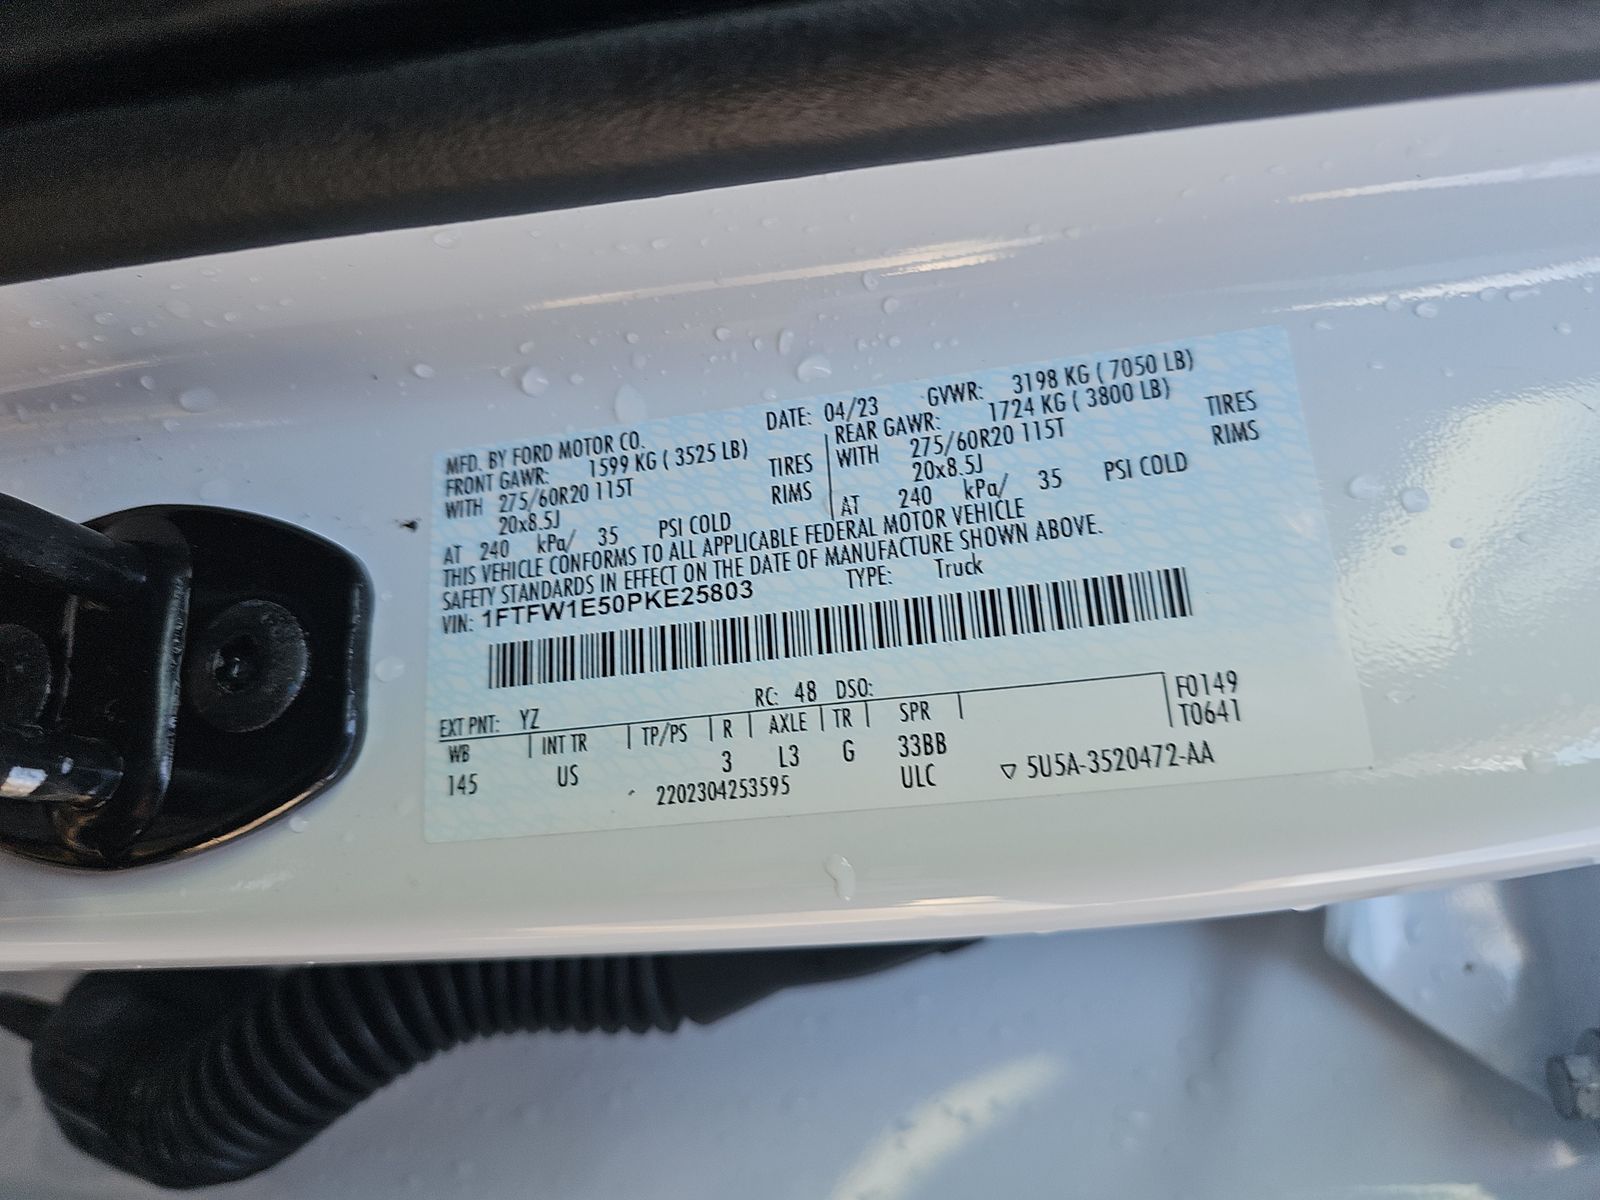 MFD. BY FORD MOTOR CO. DATE: 04/23 GVWR: 3198 KG ( 7050 LB)
FRONT GAWR: 1599 KG ( 3525 LB) REAR GAWR: 1724 KG ( 3800 LB)
WITH 275/60R20 115T TIRES WITH 275/60R20 115T TIRES
20x8.5J RIMS 20x8.5J RIMS
AT 240 kPa/ 35 PSI COLD AT 240 kPa/ 35 PSI COLD
THIS VEHICLE CONFORMS TO ALL APPLICABLE FEDERAL MOTOR VEHICLE
SAFETY STANDARDS IN EFFECT ON THE DATE OF MANUFACTURE SHOWN ABOVE.
VIN: 1FTFW1E50PKE25803 TYPE: Truck
EXT PNT: YZ RC: 48 DSO: F0149
WB INT TR TP/PS R AXLE TR SPR T0641
145 US 3 L3 G 33BB
2202304253595 ULC ▽ 5U5A-3520472-AA